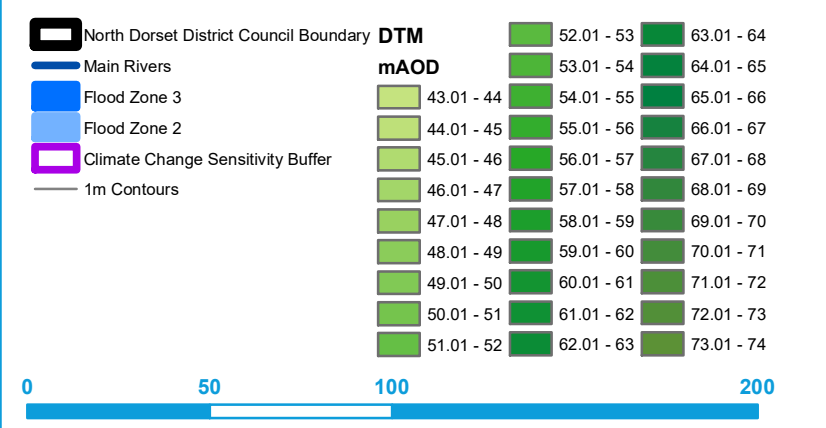 North Dorset District Council Boundary
Main Rivers
Flood Zone 3
Flood Zone 2
Climate Change Sensitivity Buffer
1m Contours
DTM
mAOD
43.01 - 44
44.01 - 45
45.01 - 46
46.01 - 47
47.01 - 48
48.01 - 49
49.01 - 50
50.01 - 51
51.01 - 52
52.01 - 53
53.01 - 54
54.01 - 55
55.01 - 56
56.01 - 57
57.01 - 58
58.01 - 59
59.01 - 60
60.01 - 61
61.01 - 62
62.01 - 63
63.01 - 64
64.01 - 65
65.01 - 66
66.01 - 67
67.01 - 68
68.01 - 69
69.01 - 70
70.01 - 71
71.01 - 72
72.01 - 73
73.01 - 74
0 50 100 200